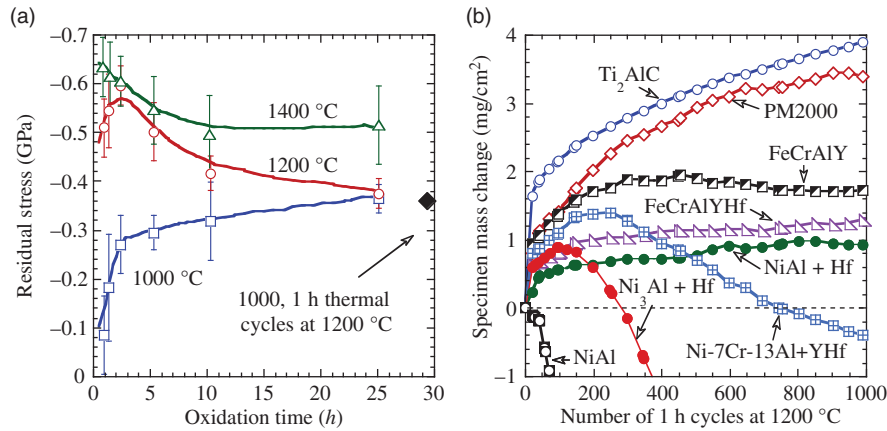 (a)
–0.7
–0.6
–0.5
–0.4
–0.3
–0.2
–0.1
0
Residual stress (GPa)
1400 °C
1200 °C
1000 °C
1000, 1 h thermal
cycles at 1200 °C
0 5 10 15 20 25 30
Oxidation time (h)
(b)
4
3
2
1
0
–1
Specimen mass change (mg/cm²)
Ti₂AlC
PM2000
FeCrAlY
FeCrAlYHf
NiAl + Hf
Ni₃Al + Hf
Ni-7Cr-13Al+YHf
NiAl
0 200 400 600 800 1000
Number of 1 h cycles at 1200 °C